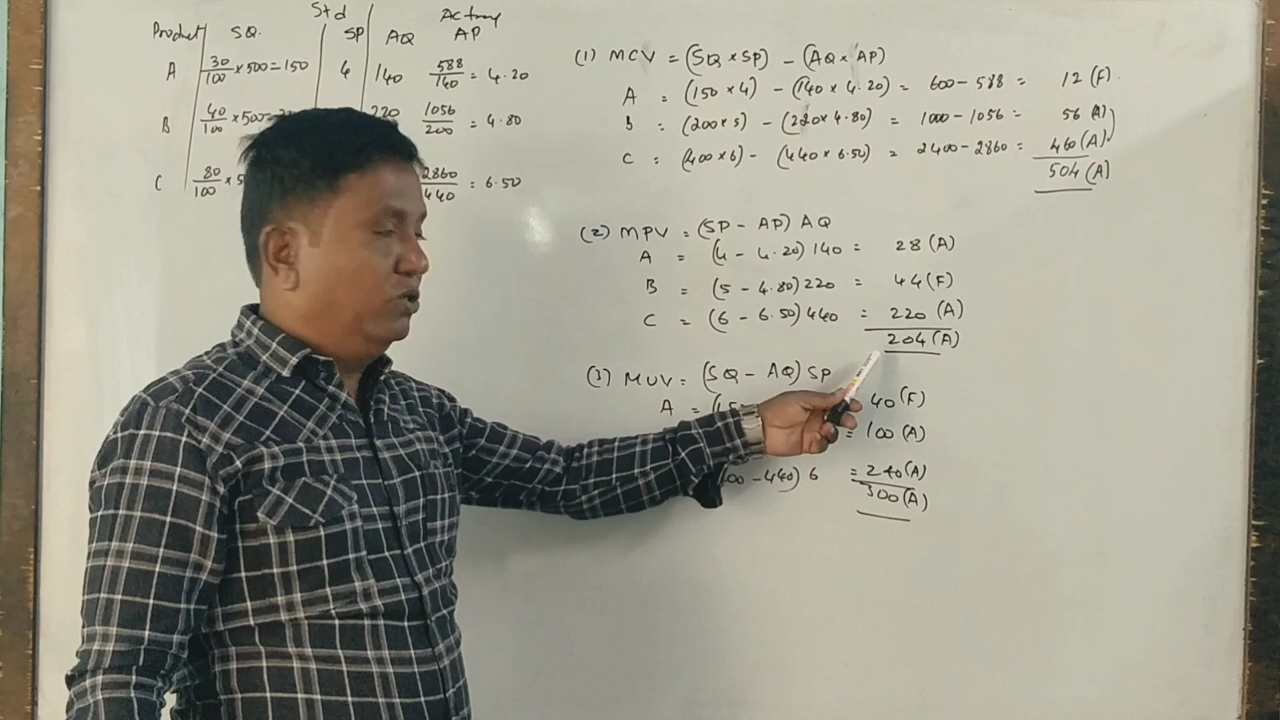 Std
Product SQ. SP AQ AP
A 30/100 × 500 = 150 4 140 588/140 = 4.20
B 40/100 × 500 = 220 1056/200 = 4.80
C 80/100 × 5 2860/440 = 6.50
(1) MCV = (SQ × SP) – (AQ × AP)
A = (150 × 4) – (140 × 4.20) = 600 – 588 = 12 (F)
B = (200 × 5) – (220 × 4.80) = 1000 – 1056 = 56 (A)
C = (400 × 6) – (440 × 6.50) = 2400 – 2860 = 460 (A)
504 (A)
(2) MPV = (SP – AP) AQ
A = (4 – 4.20) 140 = 28 (A)
B = (5 – 4.80) 220 = 44 (F)
C = (6 – 6.50) 440 = 220 (A)
204 (A)
(3) MUV = (SQ – AQ) SP
A = (15 40 (F)
= 100 (A)
00 – 440) 6 = 240 (A)
300 (A)